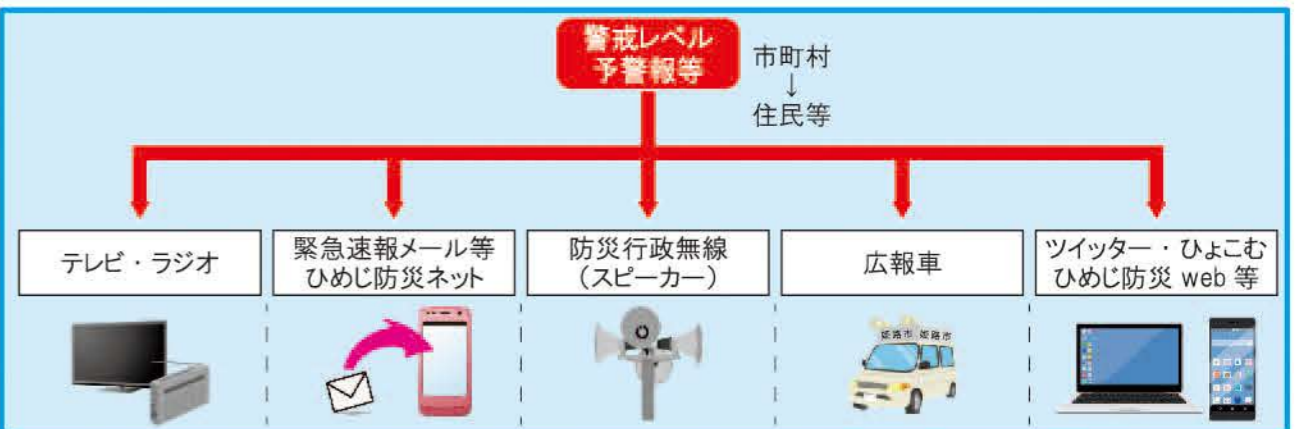 警戒レベル
予警報等
市町村
↓
住民等
テレビ・ラジオ
緊急速報メール等
ひめじ防災ネット
防災行政無線
（スピーカー）
広報車
ツイッター・ひょこむ
ひめじ防災 web 等
姫路市 姫路市